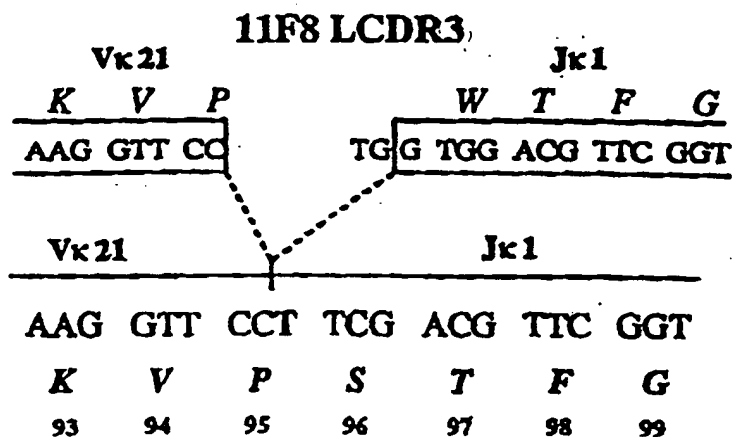 11F8 LCDR3
Vκ21 Jκ1
K V P W T F G
AAG GTT CC TG G TGG ACG TTC GGT
Vκ21 Jκ1
AAG GTT CCT TCG ACG TTC GGT
K V P S T F G
93 94 95 96 97 98 99